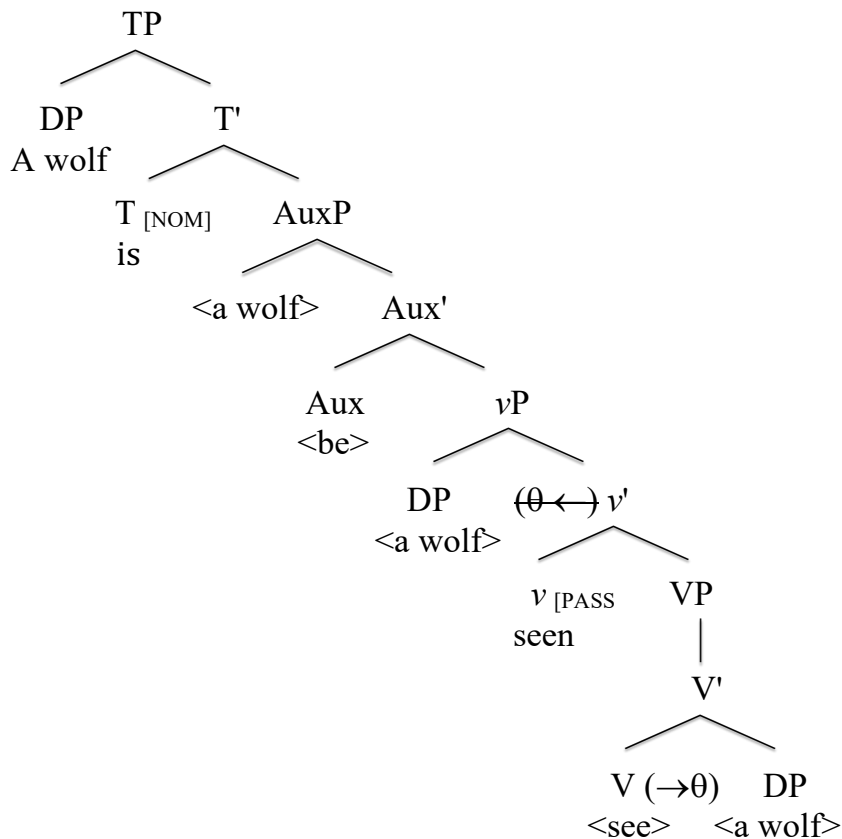 TP
DP T'
A wolf
T [NOM] AuxP
is
<a wolf> Aux'
Aux vP
<be>
DP (θ ←) v'
<a wolf>
v [PASS VP
seen
V'
V (→θ) DP
<see> <a wolf>